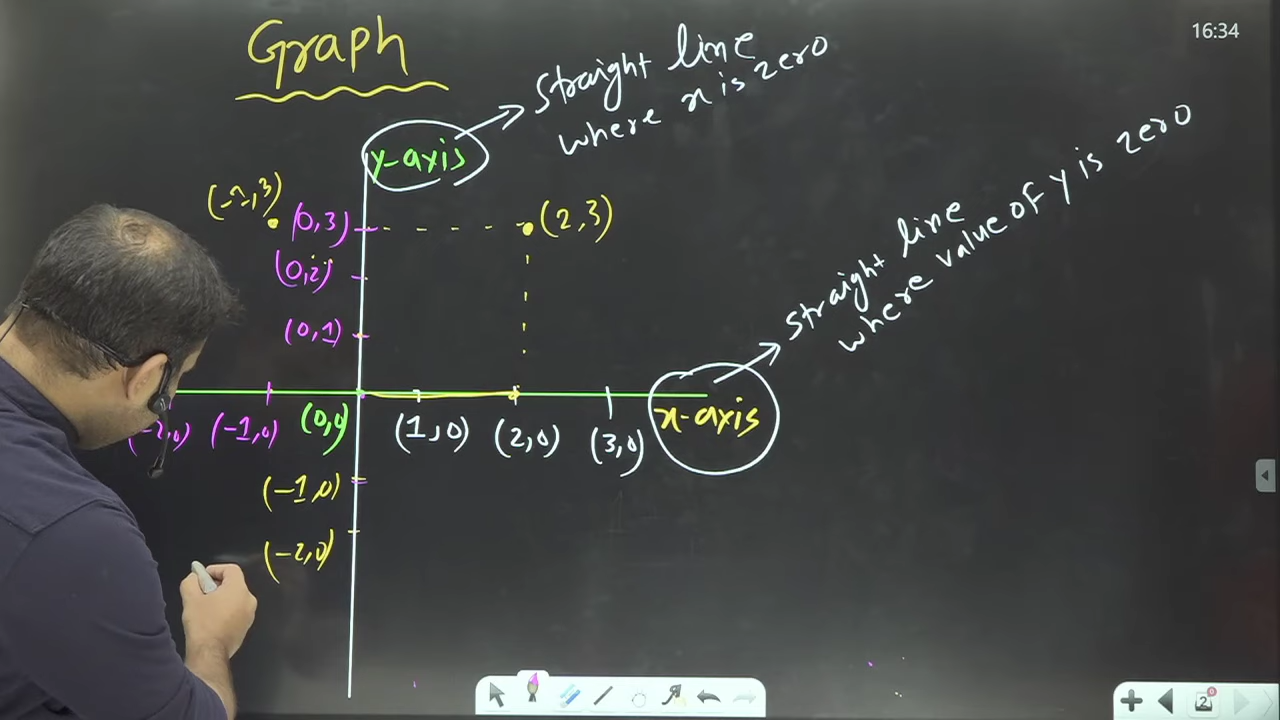 Graph
16:34
straight line
where x is zero
y-axis
(-1,3)
(0,3)
(2,3)
(0,2)
(0,1)
straight line
where value of y is zero
(-2,0)
(-1,0)
(0,0)
(1,0)
(2,0)
(3,0)
x-axis
(-1,0)
(-2,0)
2